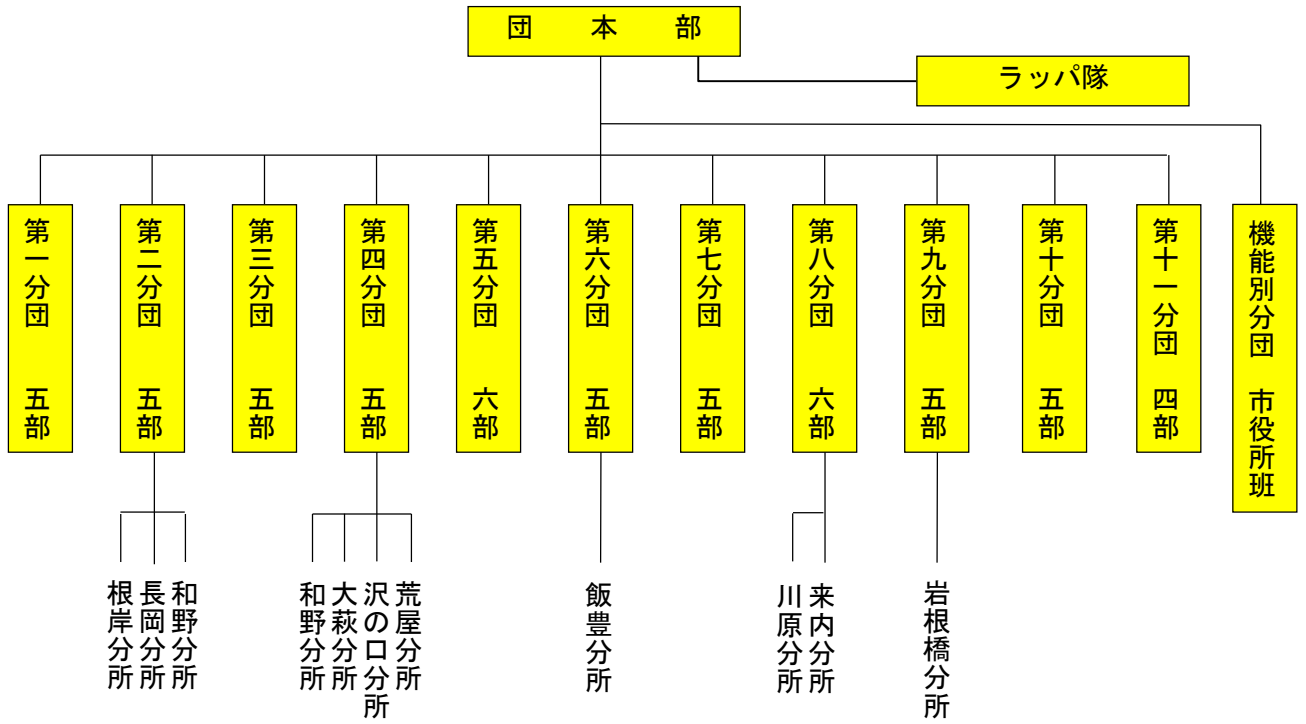 団 本 部
ラッパ隊
第一分団 五部
第二分団 五部
第三分団 五部
第四分団 五部
第五分団 六部
第六分団 五部
第七分団 五部
第八分団 六部
第九分団 五部
第十分団 五部
第十一分団 四部
機能別分団 市役所班
根岸分所
長岡分所
和野分所
和野分所
大萩分所
沢の口分所
荒屋分所
飯豊分所
川原分所
来内分所
岩根橋分所